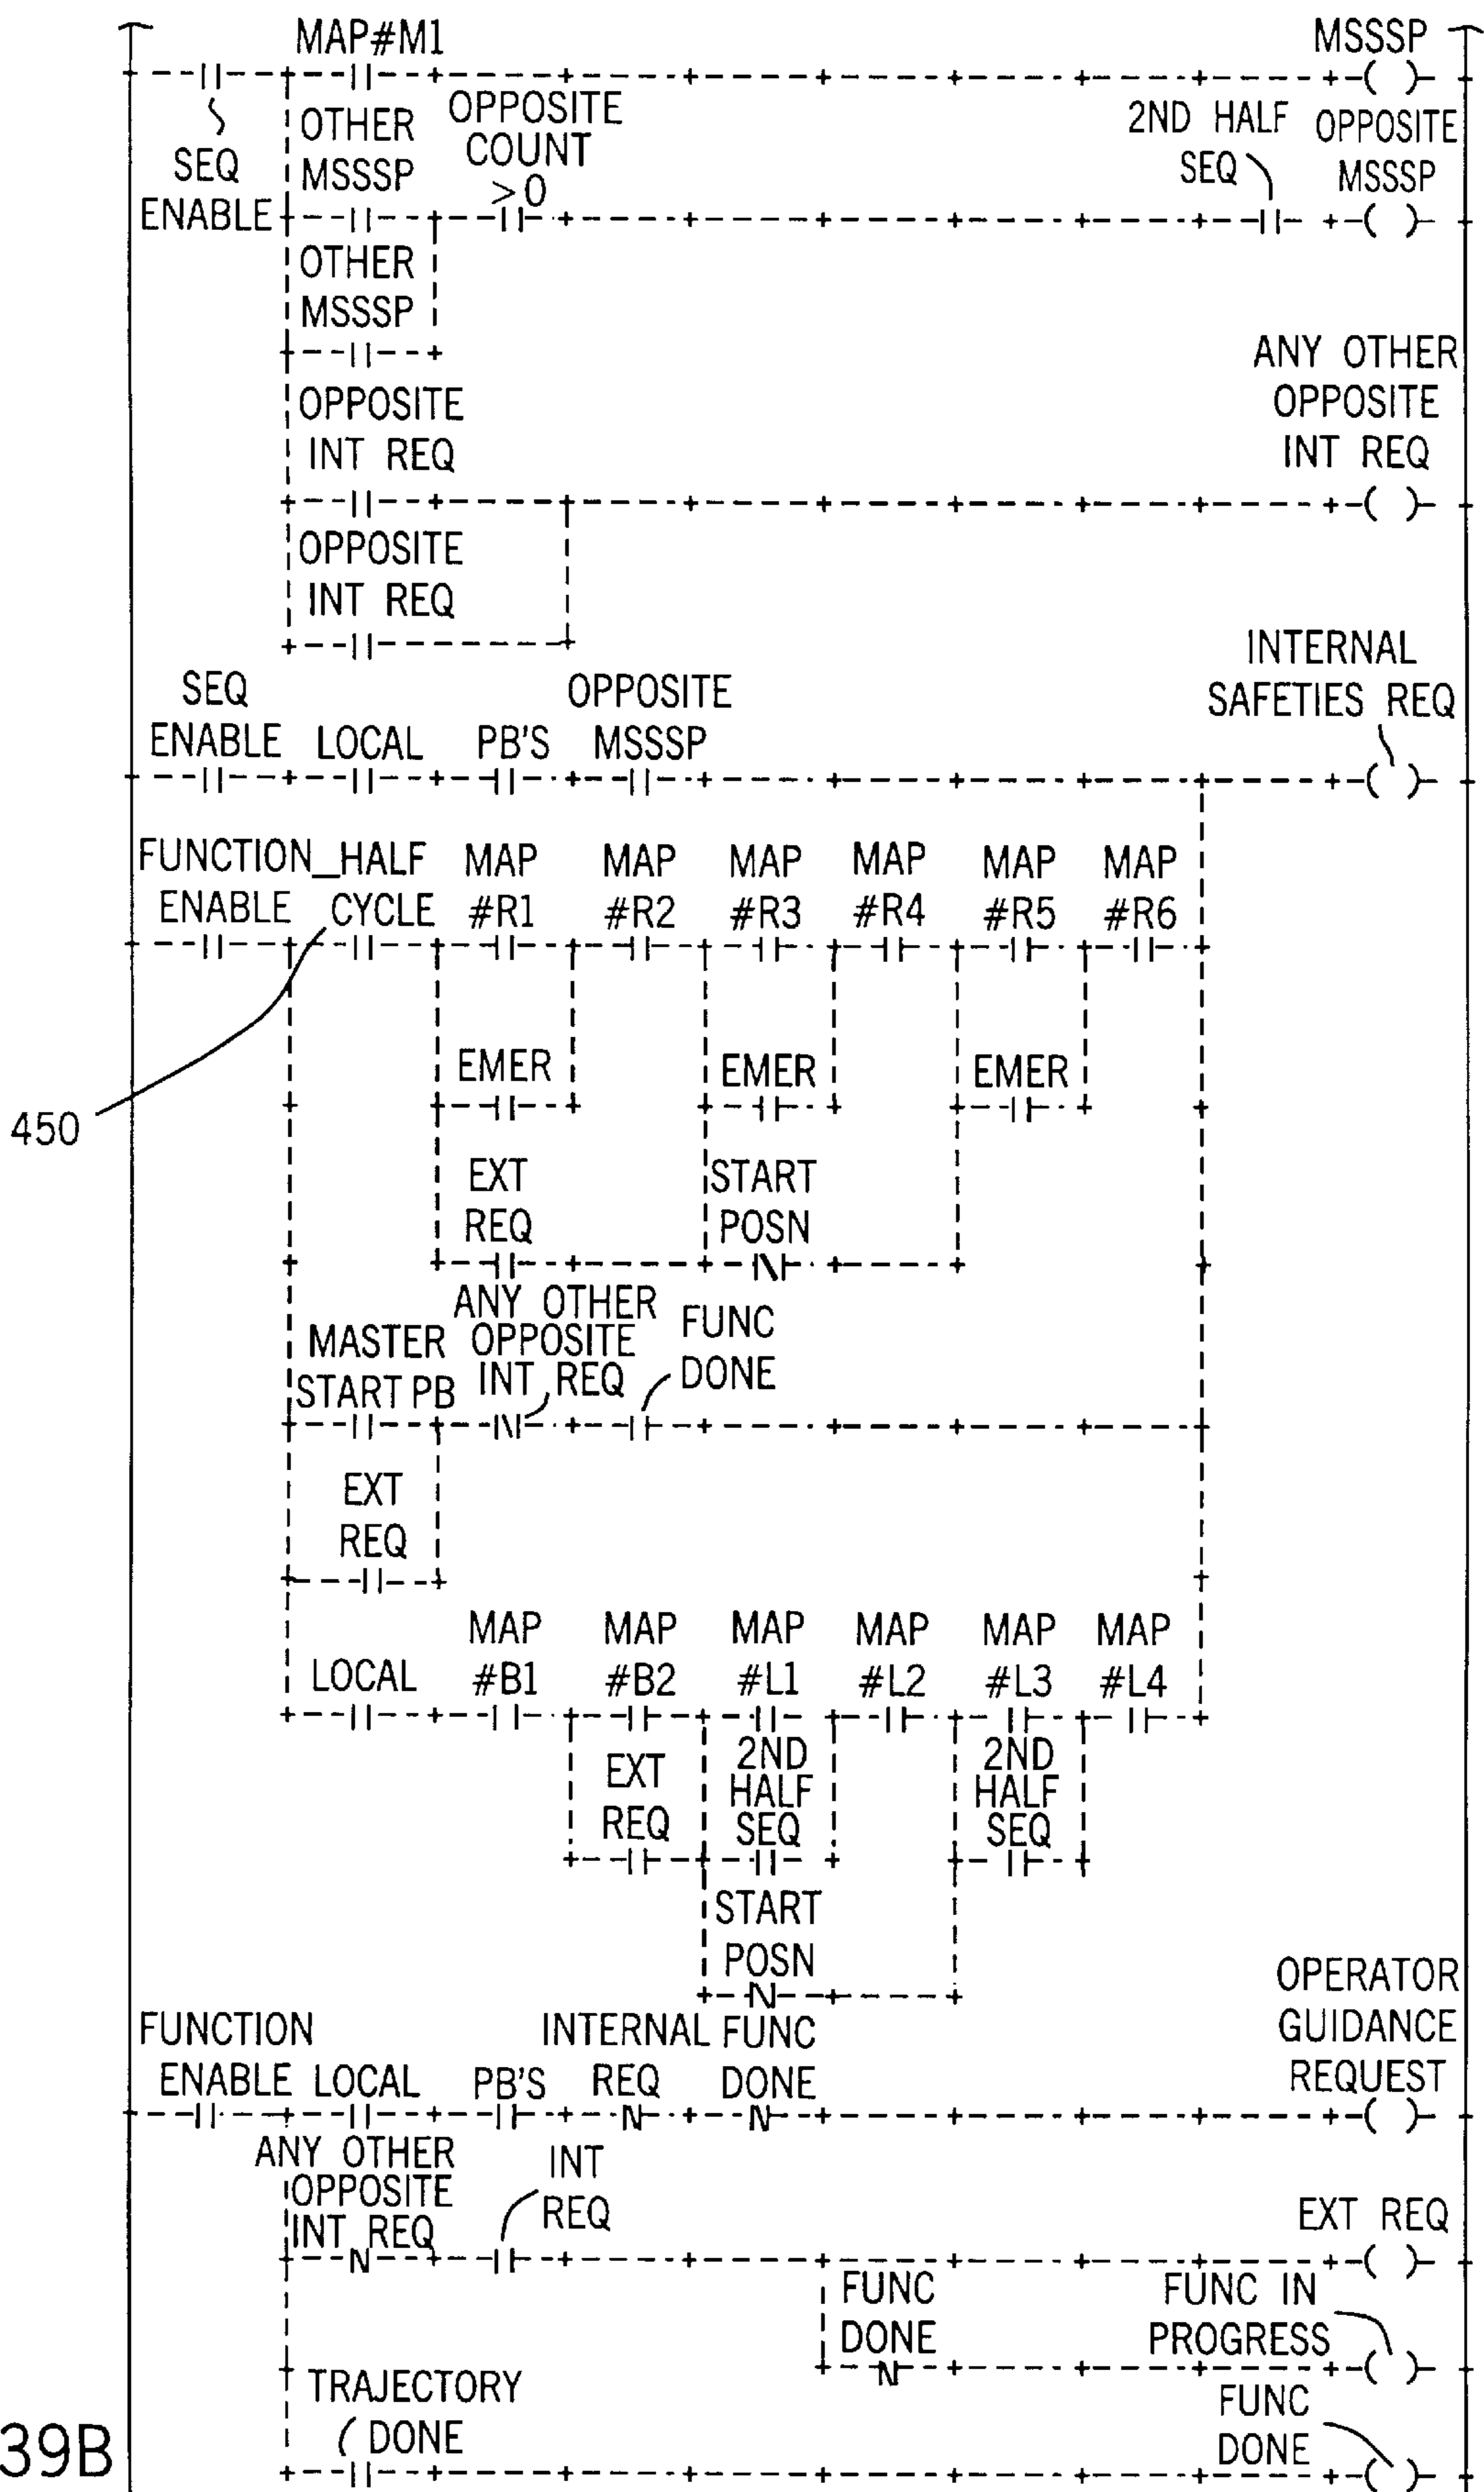 MAP#M1 MSSSP
SEQ
ENABLE
OTHER
MSSSP
OPPOSITE
COUNT
>0
2ND HALF
SEQ
OPPOSITE
MSSSP
OTHER
MSSSP
OPPOSITE
INT REQ
ANY OTHER
OPPOSITE
INT REQ
OPPOSITE
INT REQ
SEQ
ENABLE
LOCAL
PB'S
OPPOSITE
MSSSP
INTERNAL
SAFETIES REQ
FUNCTION
ENABLE
_HALF
CYCLE
MAP
#R1
MAP
#R2
MAP
#R3
MAP
#R4
MAP
#R5
MAP
#R6
450
EMER
EMER
EMER
EXT
REQ
START
POSN
MASTER
START PB
ANY OTHER
OPPOSITE
INT REQ
FUNC
DONE
EXT
REQ
LOCAL
MAP
#B1
MAP
#B2
MAP
#L1
MAP
#L2
MAP
#L3
MAP
#L4
EXT
REQ
2ND
HALF
SEQ
2ND
HALF
SEQ
START
POSN
FUNCTION
ENABLE
LOCAL
PB'S
INTERNAL
REQ
FUNC
DONE
OPERATOR
GUIDANCE
REQUEST
ANY OTHER
OPPOSITE
INT REQ
INT
REQ
EXT REQ
FUNC
DONE
FUNC IN
PROGRESS
TRAJECTORY
DONE
FUNC
DONE
39B